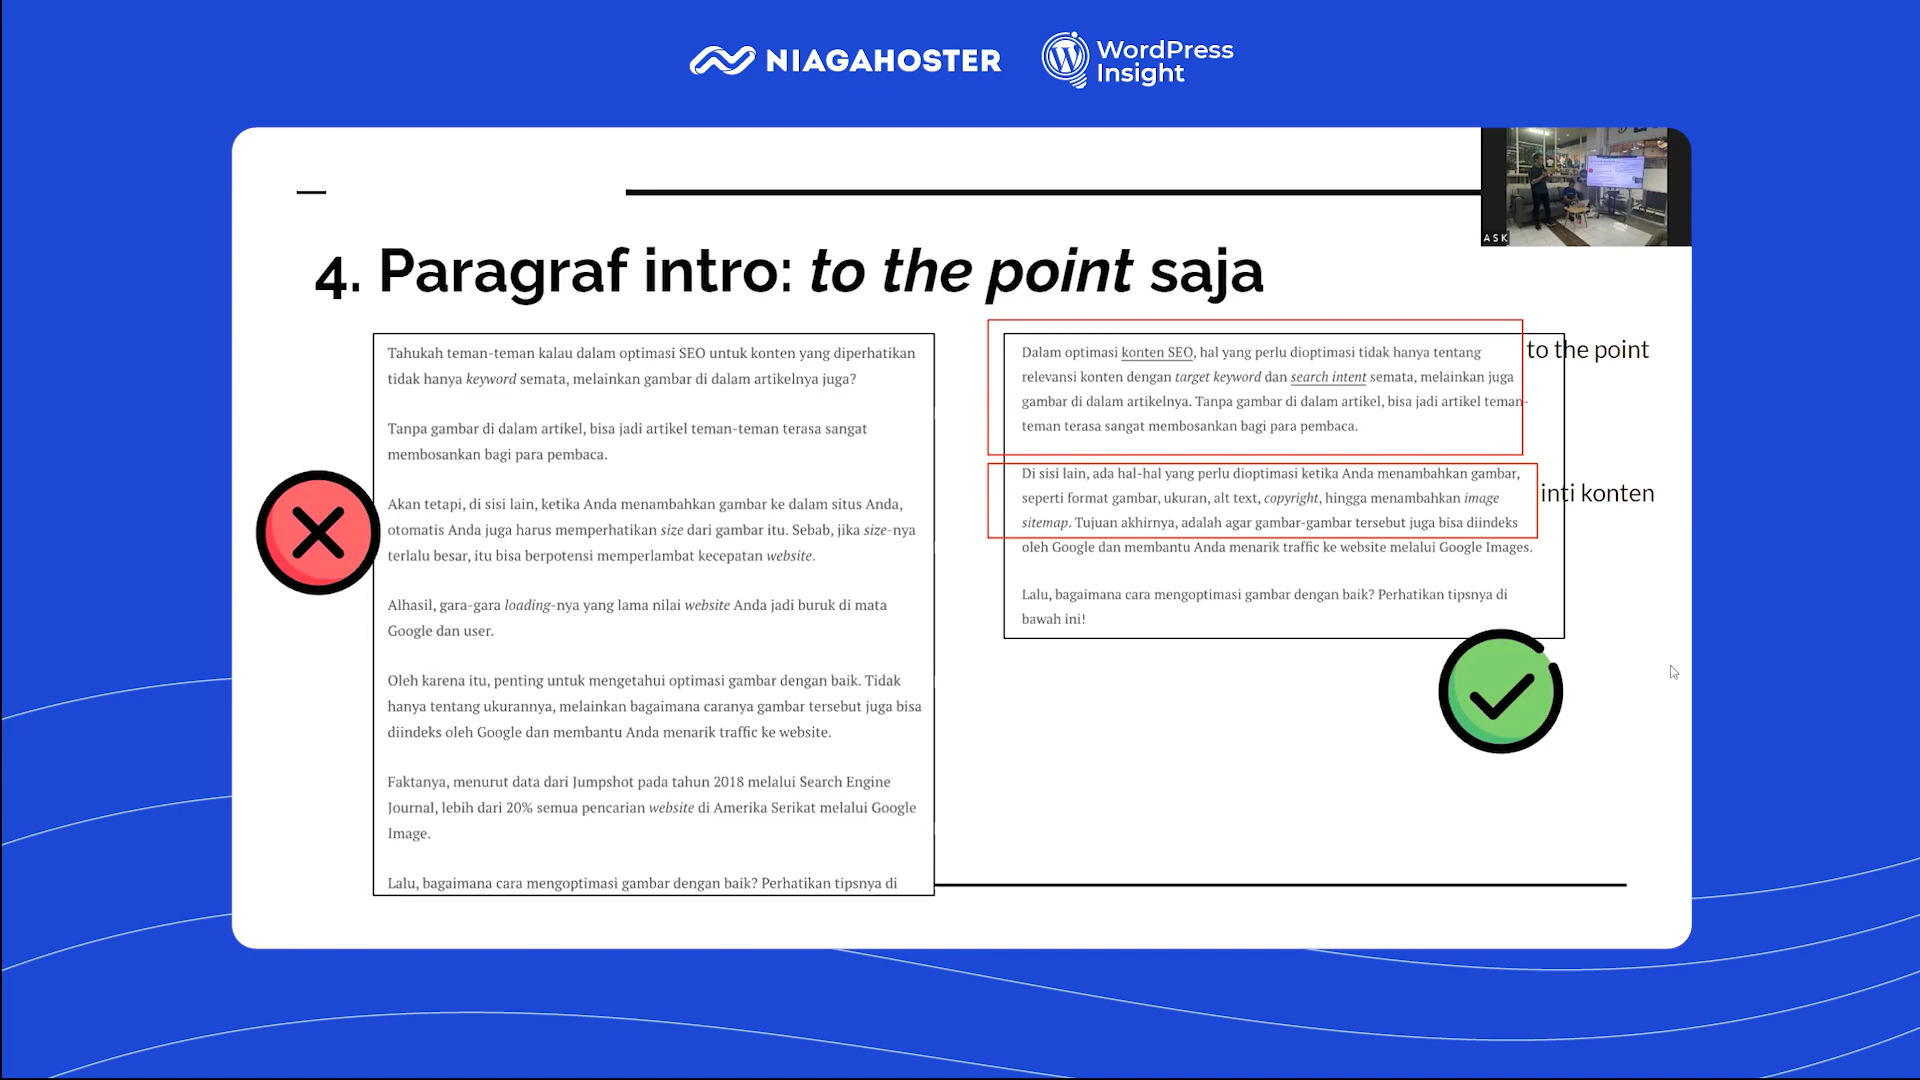 NIAGAHOSTER
WordPress
Insight
ASK
4. Paragraf intro: to the point saja
Tahukah teman-teman kalau dalam optimasi SEO untuk konten yang diperhatikan
tidak hanya keyword semata, melainkan gambar di dalam artikelnya juga?
Tanpa gambar di dalam artikel, bisa jadi artikel teman-teman terasa sangat
membosankan bagi para pembaca.
Akan tetapi, di sisi lain, ketika Anda menambahkan gambar ke dalam situs Anda,
otomatis Anda juga harus memperhatikan size dari gambar itu. Sebab, jika size-nya
terlalu besar, itu bisa berpotensi memperlambat kecepatan website.
Alhasil, gara-gara loading-nya yang lama nilai website Anda jadi buruk di mata
Google dan user.
Oleh karena itu, penting untuk mengetahui optimasi gambar dengan baik. Tidak
hanya tentang ukurannya, melainkan bagaimana caranya gambar tersebut juga bisa
diindeks oleh Google dan membantu Anda menarik traffic ke website.
Faktanya, menurut data dari Jumpshot pada tahun 2018 melalui Search Engine
Journal, lebih dari 20% semua pencarian website di Amerika Serikat melalui Google
Image.
Lalu, bagaimana cara mengoptimasi gambar dengan baik? Perhatikan tipsnya di
Dalam optimasi konten SEO, hal yang perlu dioptimasi tidak hanya tentang
relevansi konten dengan target keyword dan search intent semata, melainkan juga
gambar di dalam artikelnya. Tanpa gambar di dalam artikel, bisa jadi artikel teman-
teman terasa sangat membosankan bagi para pembaca.
to the point
Di sisi lain, ada hal-hal yang perlu dioptimasi ketika Anda menambahkan gambar,
seperti format gambar, ukuran, alt text, copyright, hingga menambahkan image
sitemap. Tujuan akhirnya, adalah agar gambar-gambar tersebut juga bisa diindeks
oleh Google dan membantu Anda menarik traffic ke website melalui Google Images.
inti konten
Lalu, bagaimana cara mengoptimasi gambar dengan baik? Perhatikan tipsnya di
bawah ini!